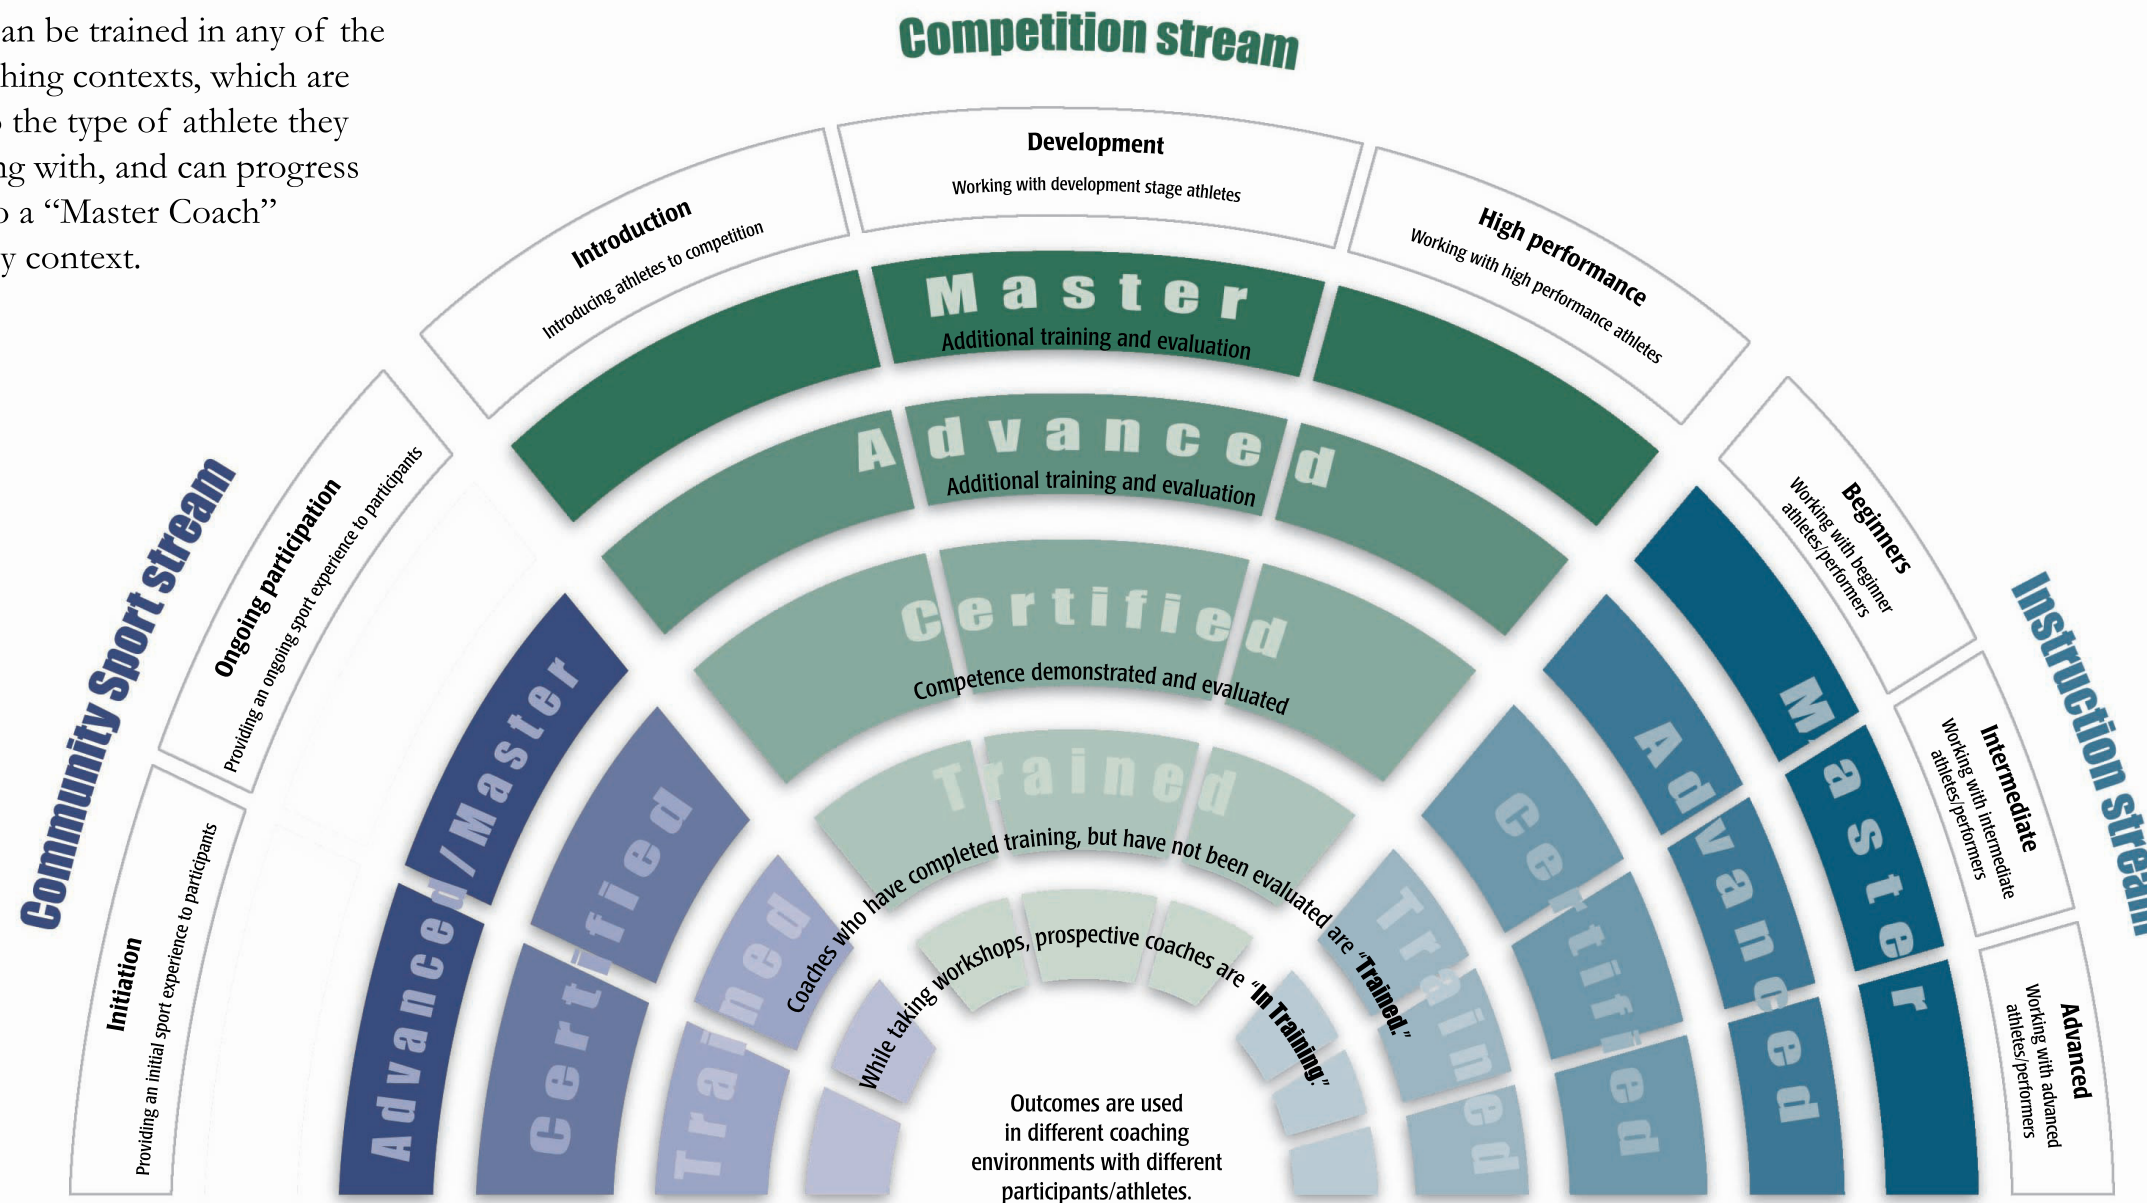 an be trained in any of the
hing contexts, which are
the type of athlete they
ng with, and can progress
o a “Master Coach”
y context.
Competition stream
Development
Working with development stage athletes
Introduction
Introducing athletes to competition
High performance
Working with high performance athletes
Master
Additional training and evaluation
Advanced
Additional training and evaluation
Certified
Competence demonstrated and evaluated
Trained
Coaches who have completed training, but have not been evaluated are “Trained.”
While taking workshops, prospective coaches are “In Training.”
Community Sport stream
Ongoing participation
Providing an ongoing sport experience to participants
Initiation
Providing an initial sport experience to participants
Advanced/Master
Certified
Trained
Instruction stream
Beginners
Working with beginner
athletes/performers
Intermediate
Working with intermediate
athletes/performers
Advanced
Working with advanced
athletes/performers
Master
Advanced
Certified
Trained
Outcomes are used
in different coaching
environments with different
participants/athletes.